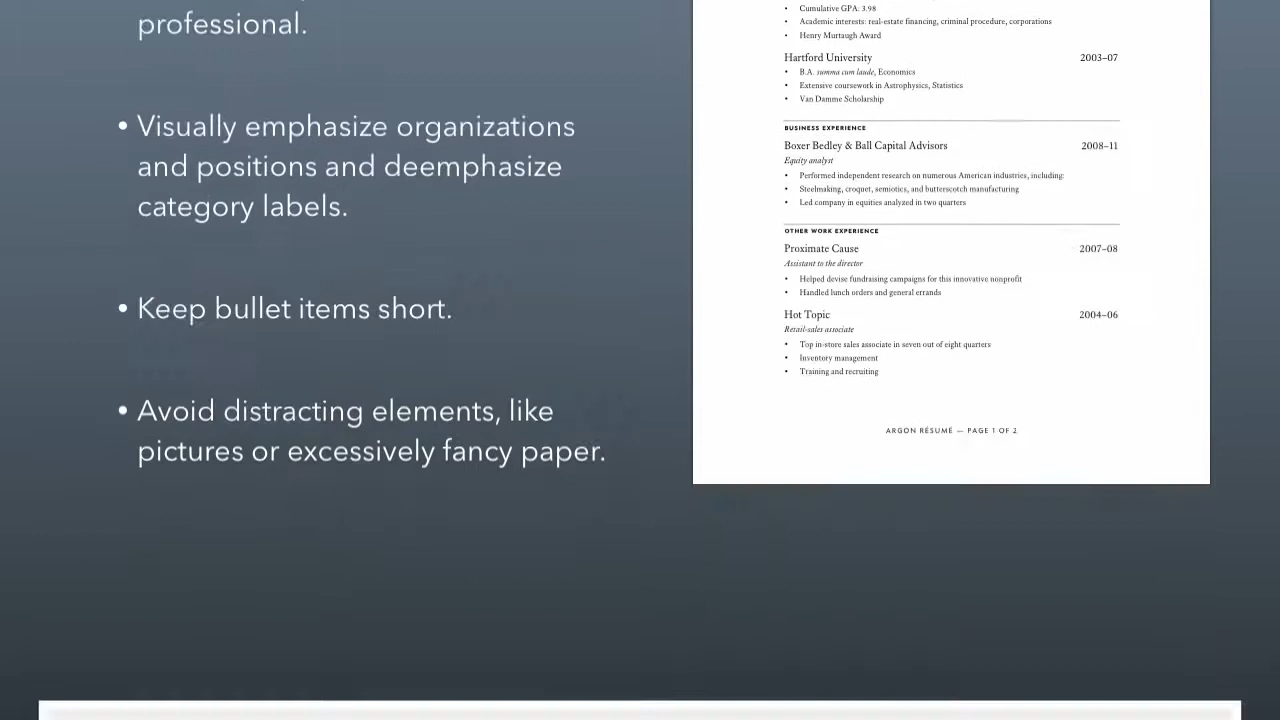 professional.
• Visually emphasize organizations
and positions and deemphasize
category labels.
• Keep bullet items short.
• Avoid distracting elements, like
pictures or excessively fancy paper.
• Cumulative GPA: 3.98
• Academic interests: real-estate financing, criminal procedure, corporations
• Henry Murtaugh Award
Hartford University 2003–07
• B.A. summa cum laude, Economics
• Extensive coursework in Astrophysics, Statistics
• Van Damme Scholarship
BUSINESS EXPERIENCE
Boxer Bedley & Ball Capital Advisors 2008–11
Equity analyst
• Performed independent research on numerous American industries, including:
• Steelmaking, croquet, semiotics, and butterscotch manufacturing
• Led company in equities analyzed in two quarters
OTHER WORK EXPERIENCE
Proximate Cause 2007–08
Assistant to the director
• Helped devise fundraising campaigns for this innovative nonprofit
• Handled lunch orders and general errands
Hot Topic 2004–06
Retail-sales associate
• Top in-store sales associate in seven out of eight quarters
• Inventory management
• Training and recruiting
ARGON RÉSUMÉ — PAGE 1 OF 2